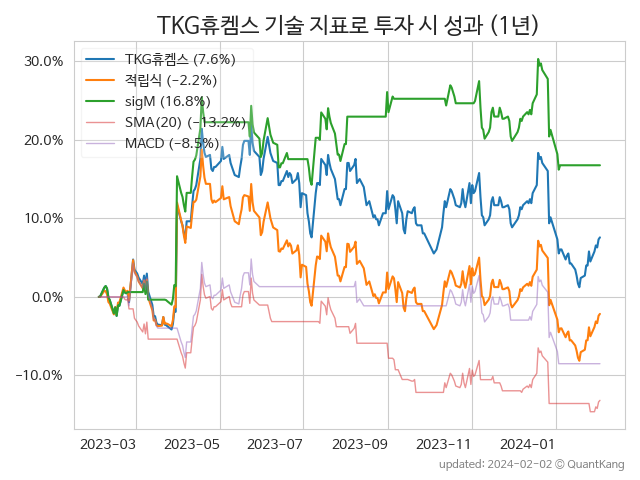 TKG휴켐스 기술 지표로 투자 시 성과 (1년)
TKG휴켐스 (7.6%)
적립식 (−2.2%)
sigM (16.8%)
SMA(20) (−13.2%)
MACD (−8.5%)
30.0%
20.0%
10.0%
0.0%
−10.0%
2023-03 2023-05 2023-07 2023-09 2023-11 2024-01
updated: 2024-02-02 © QuantKang